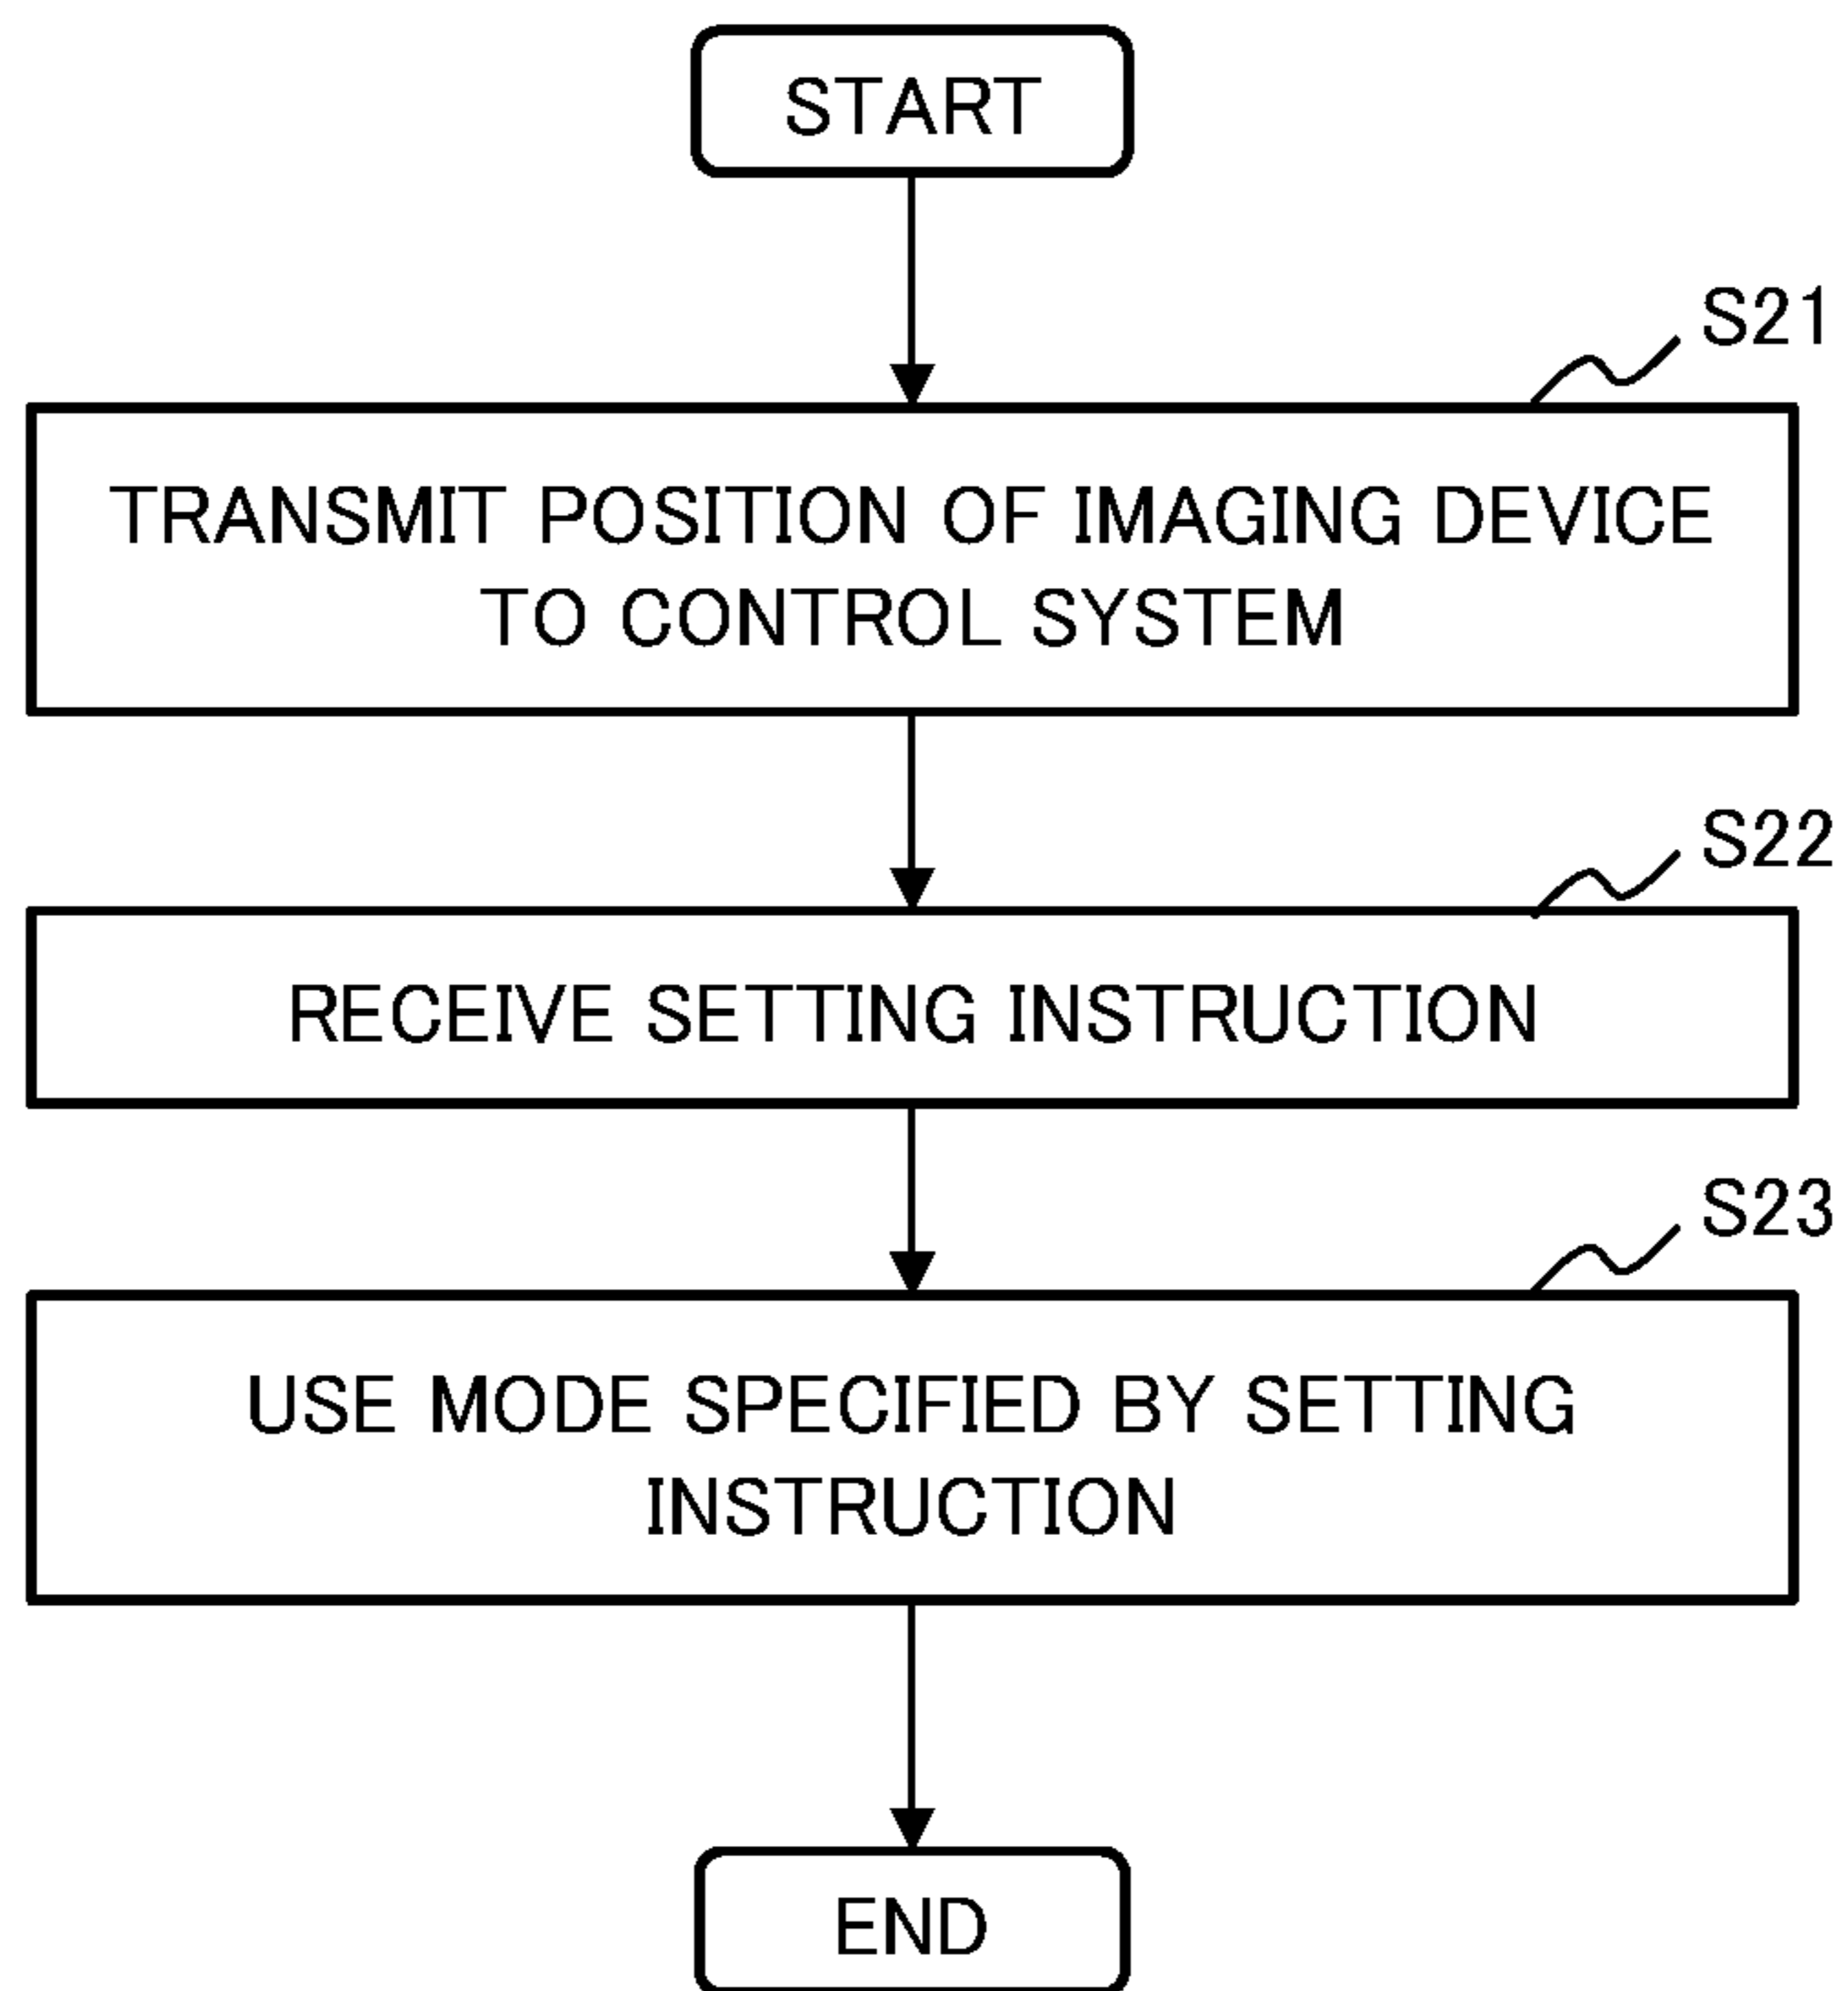 START
S21
TRANSMIT POSITION OF IMAGING DEVICE
TO CONTROL SYSTEM
S22
RECEIVE SETTING INSTRUCTION
S23
USE MODE SPECIFIED BY SETTING
INSTRUCTION
END